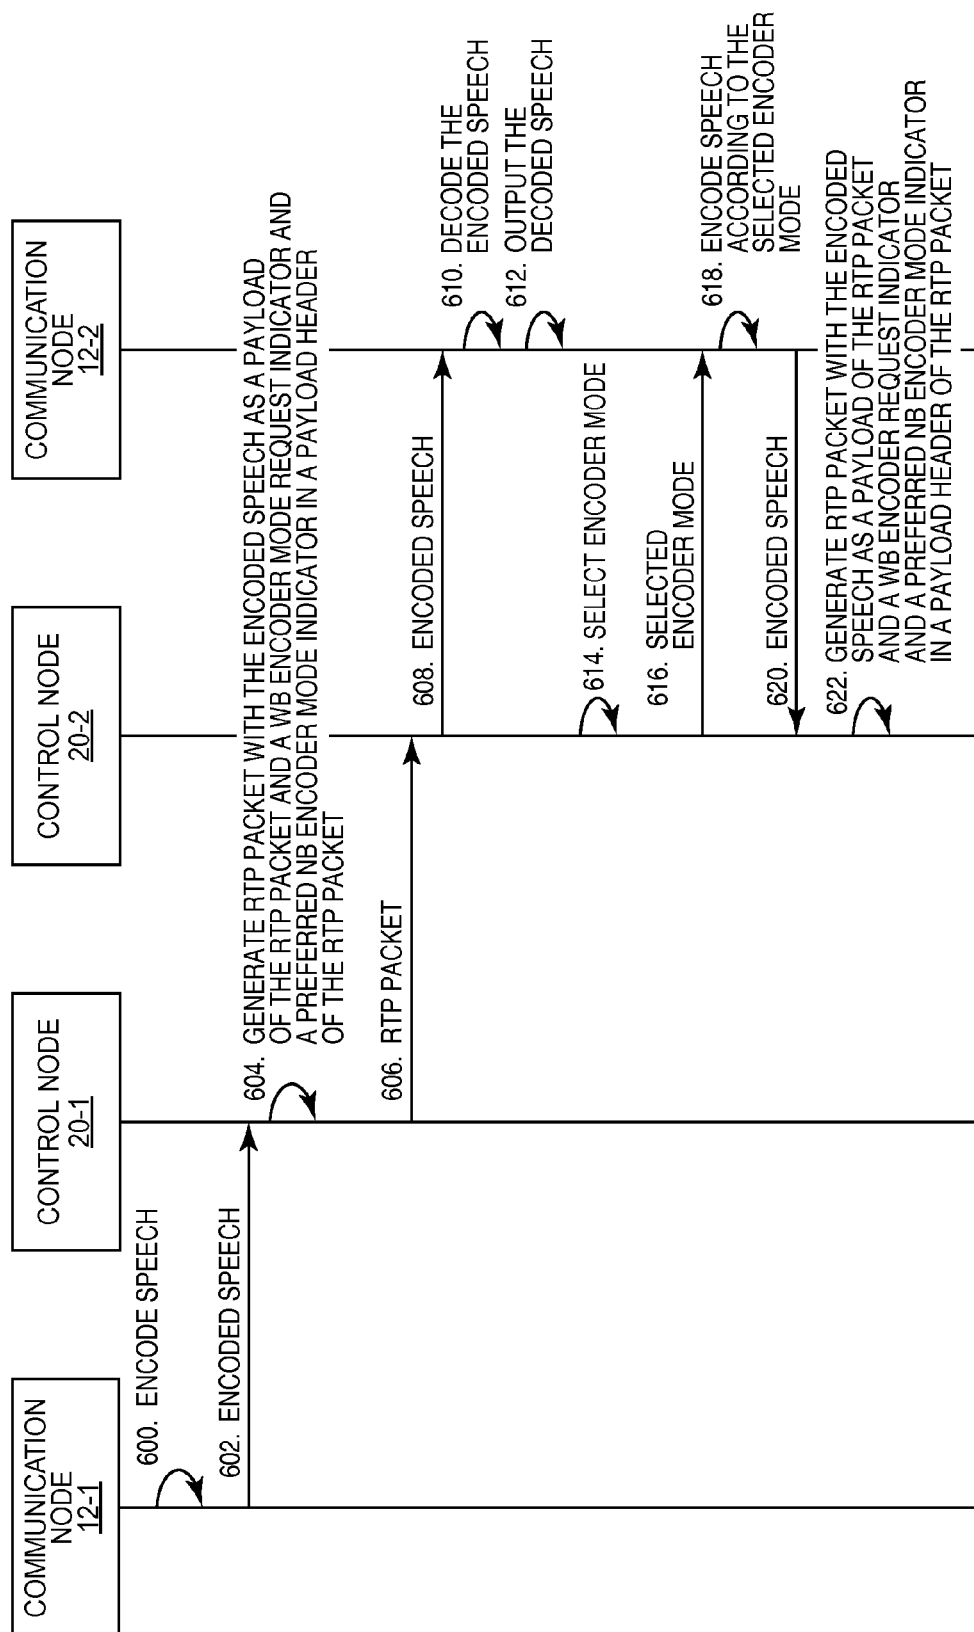 COMMUNICATION
NODE
12-1
CONTROL NODE
20-1
CONTROL NODE
20-2
COMMUNICATION
NODE
12-2
600. ENCODE SPEECH
602. ENCODED SPEECH
604. GENERATE RTP PACKET WITH THE ENCODED SPEECH AS A PAYLOAD
OF THE RTP PACKET AND A WB ENCODER MODE REQUEST INDICATOR AND
A PREFERRED NB ENCODER MODE INDICATOR IN A PAYLOAD HEADER
OF THE RTP PACKET
606. RTP PACKET
608. ENCODED SPEECH
610. DECODE THE
ENCODED SPEECH
612. OUTPUT THE
DECODED SPEECH
614. SELECT ENCODER MODE
616. SELECTED
ENCODER MODE
618. ENCODE SPEECH
ACCORDING TO THE
SELECTED ENCODER
MODE
620. ENCODED SPEECH
622. GENERATE RTP PACKET WITH THE ENCODED
SPEECH AS A PAYLOAD OF THE RTP PACKET
AND A WB ENCODER REQUEST INDICATOR
AND A PREFERRED NB ENCODER MODE INDICATOR
IN A PAYLOAD HEADER OF THE RTP PACKET